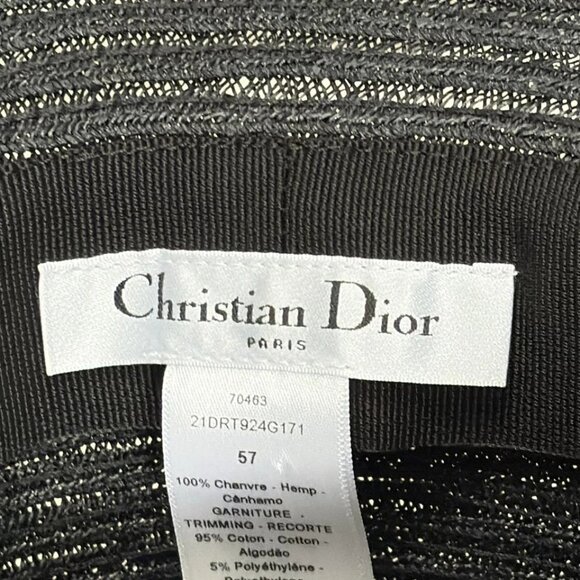 Christian Dior
PARIS
70463
21DRT924G171
57
100% Chanvre - Hemp -
Cânhamo
GARNITURE -
TRIMMING - RECORTE
95% Coton - Cotton -
Algodão
5% Polyéthylène -
Polyethylene